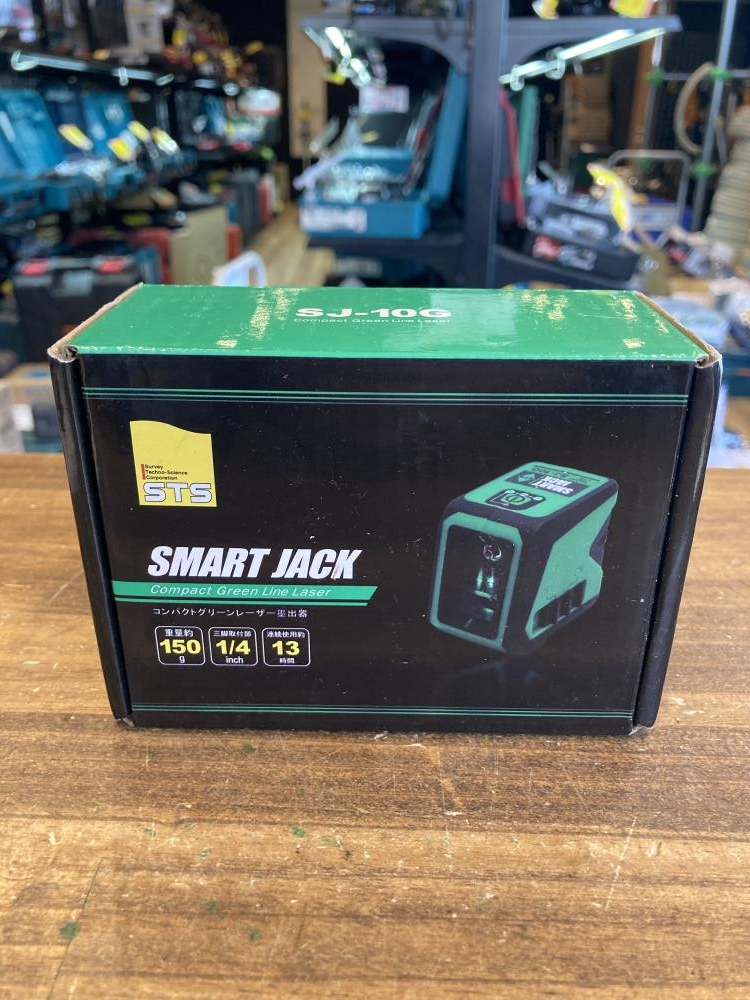 SJ-10G
Compact Green Line Laser
Survey
Techno-Science
Corporation
STS
SMART JACK
Compact Green Line Laser
コンパクトグリーンレーザー墨出器
重量約 150 g
三脚取付部 1/4 inch
連続使用約 13 時間
SMART
JACK